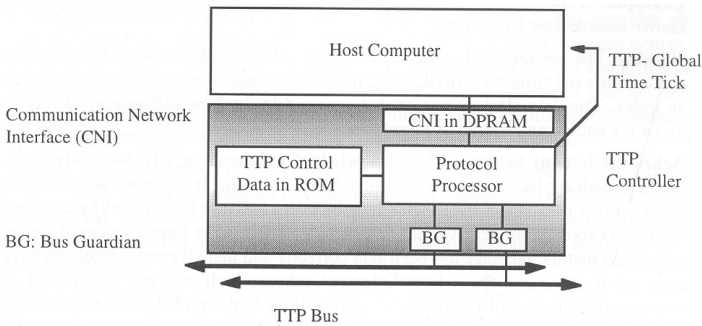 Host Computer
TTP- Global
Time Tick
Communication Network
Interface (CNI)
CNI in DPRAM
TTP Control
Data in ROM
Protocol
Processor
TTP
Controller
BG: Bus Guardian
BG
BG
TTP Bus